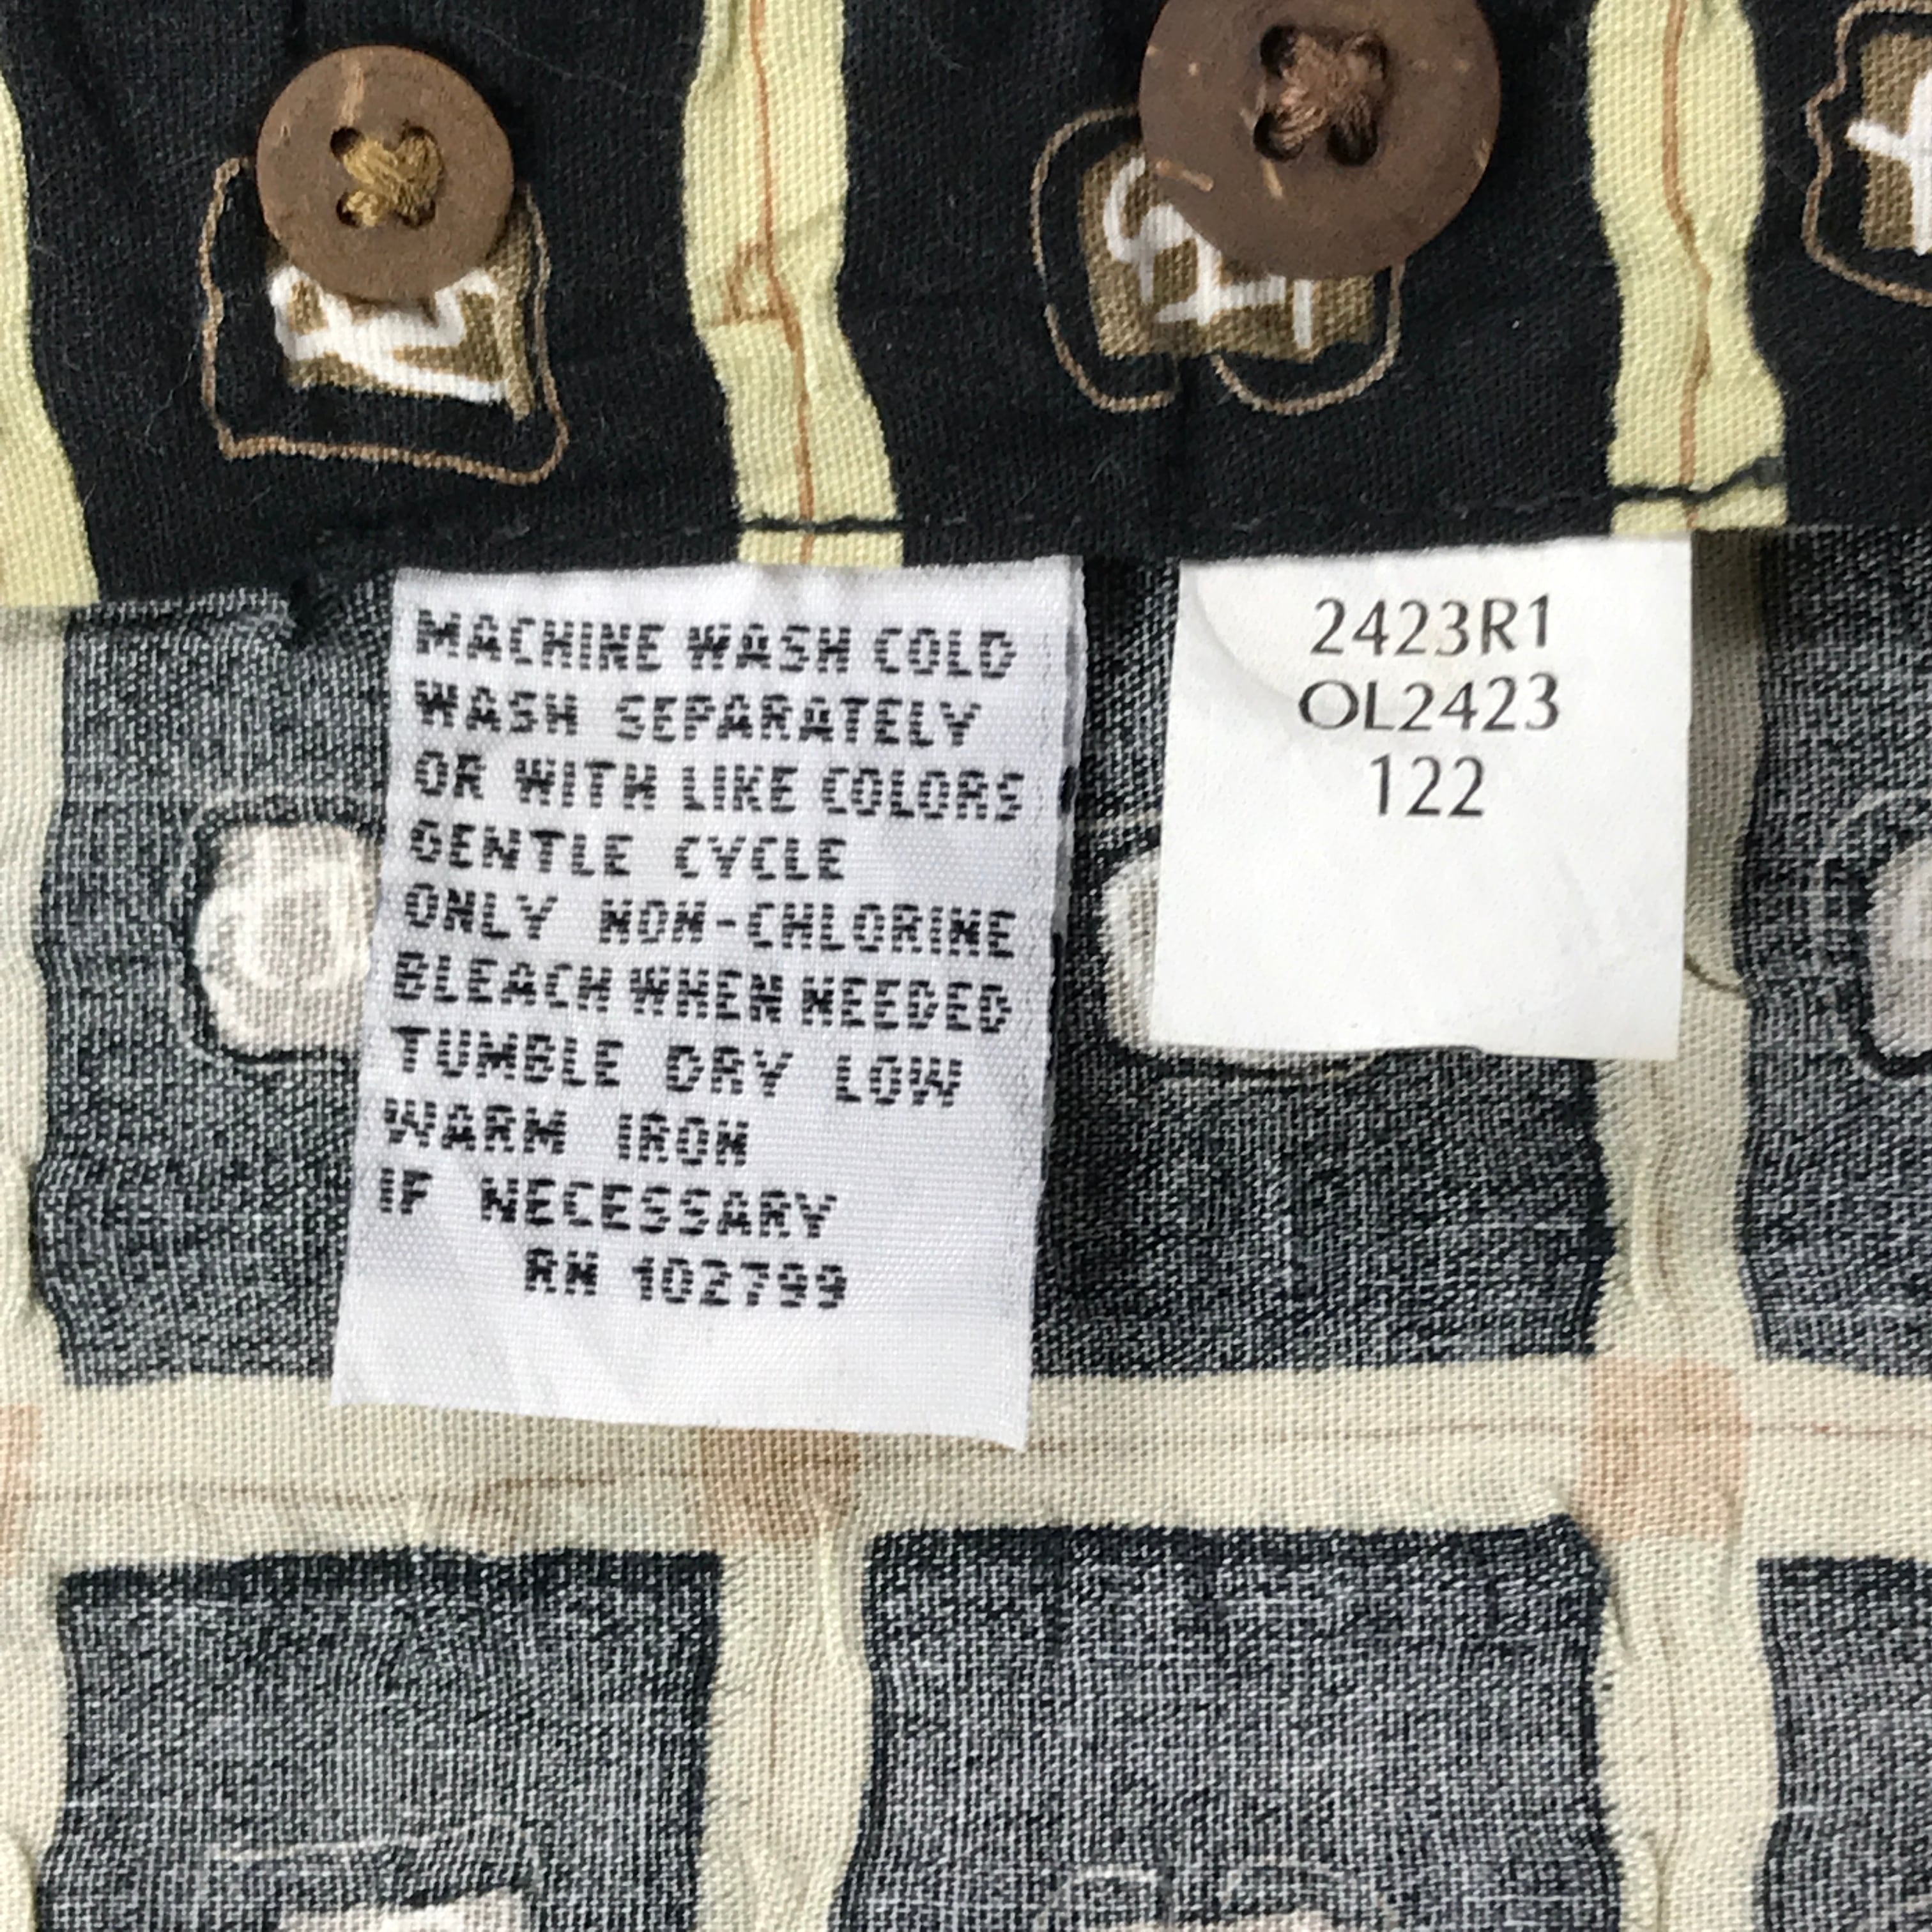 MACHINE WASH COLD
WASH SEPARATELY
OR WITH LIKE COLORS
GENTLE CYCLE
ONLY NON-CHLORINE
BLEACH WHEN NEEDED
TUMBLE DRY LOW
WARM IRON
IF NECESSARY
RN 102799
2423R1
OL2423
122